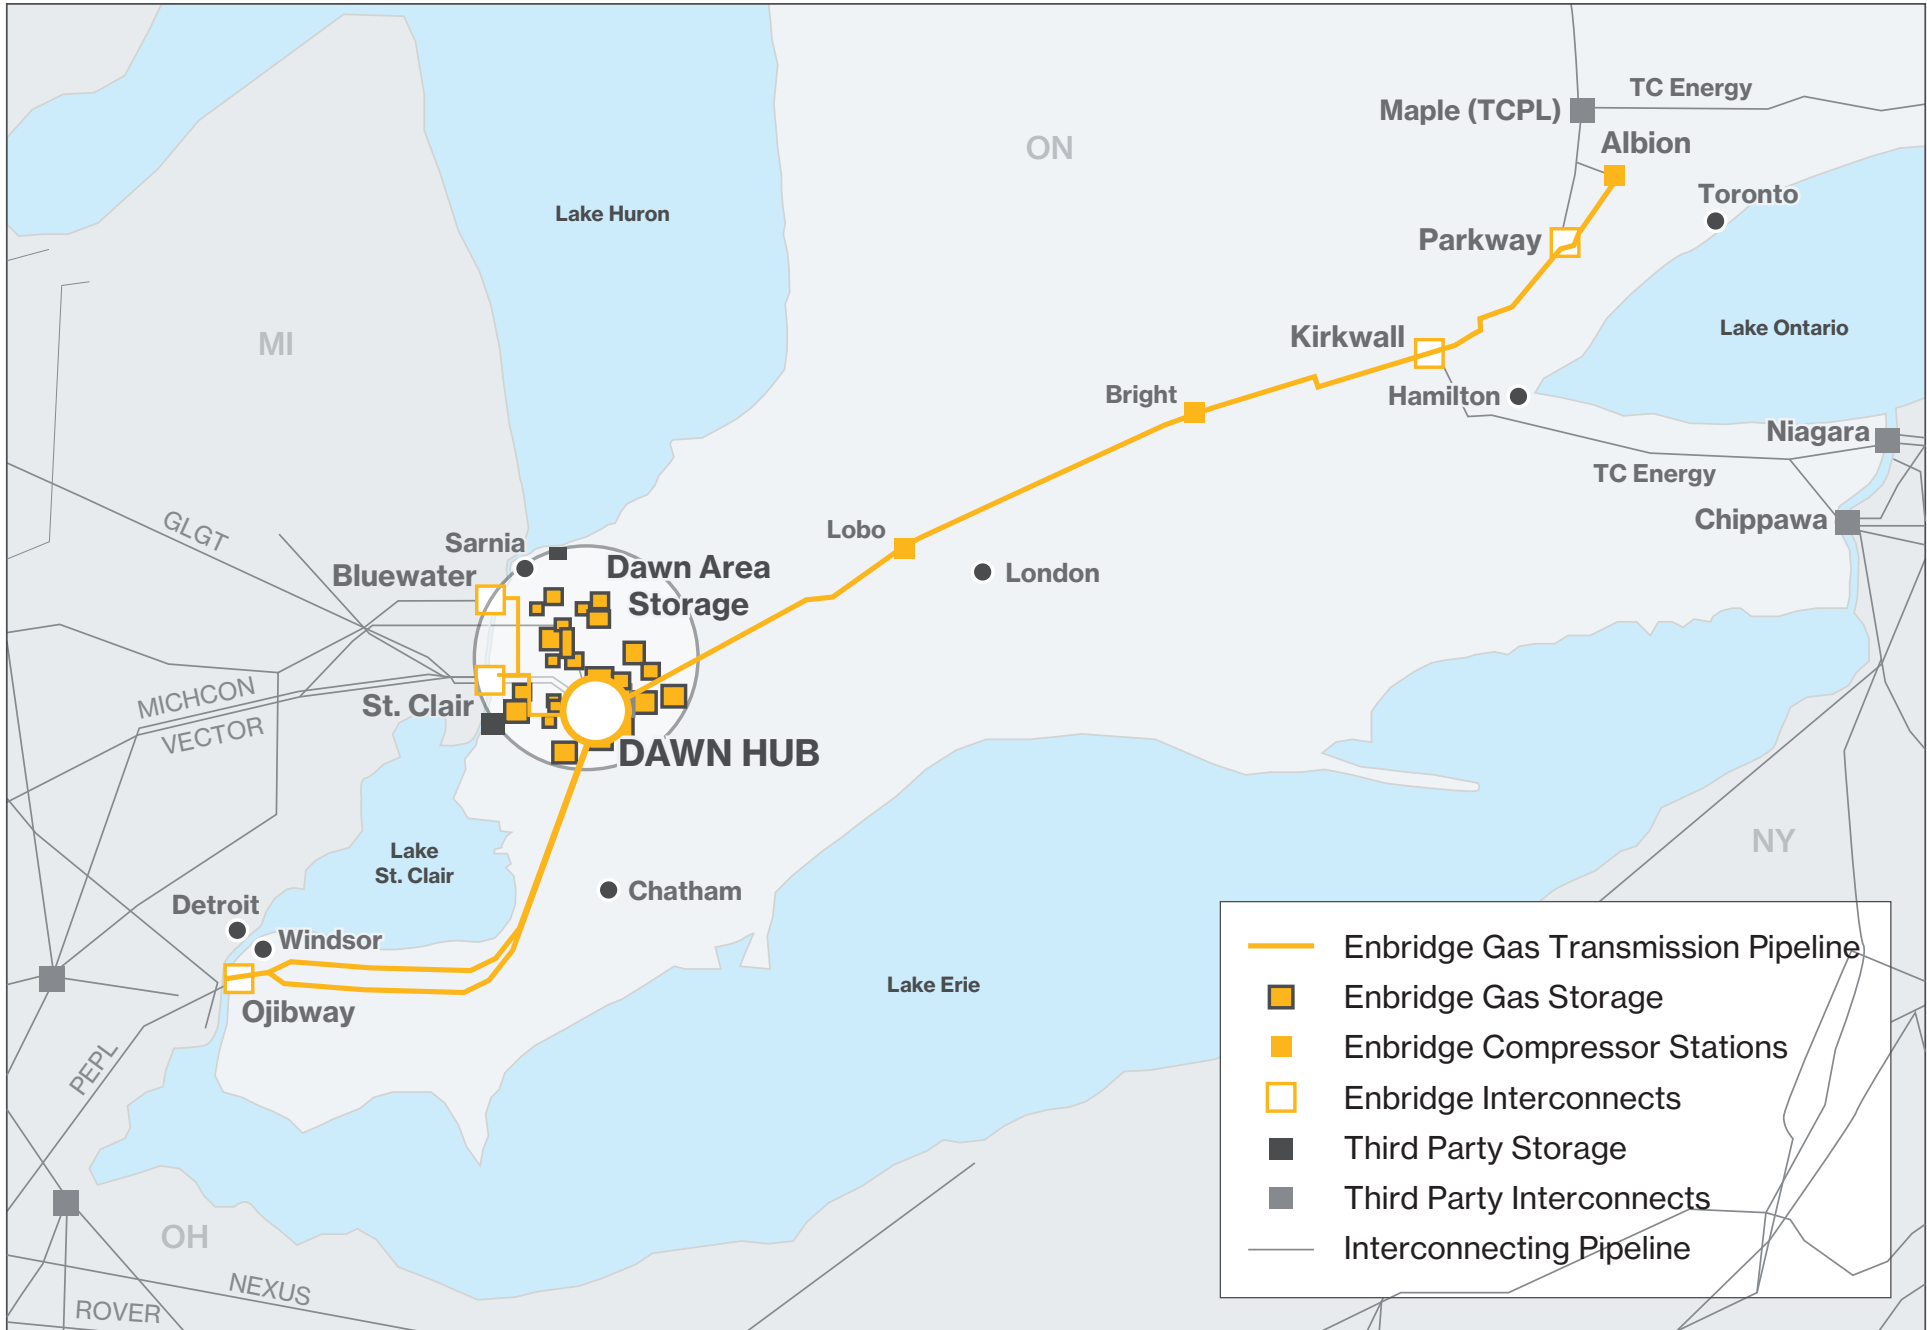 TC Energy
Maple (TCPL)
Albion
ON
Toronto
Lake Huron
Parkway
Lake Ontario
MI
Kirkwall
Bright
Hamilton
Niagara
TC Energy
GLGT
Chippawa
Lobo
Sarnia
Dawn Area
Storage
Bluewater
London
MICHCON
St. Clair
VECTOR
DAWN HUB
NY
Lake
St. Clair
Chatham
Detroit
Windsor
Lake Erie
Ojibway
PEPL
OH
NEXUS
ROVER
Enbridge Gas Transmission Pipeline
Enbridge Gas Storage
Enbridge Compressor Stations
Enbridge Interconnects
Third Party Storage
Third Party Interconnects
Interconnecting Pipeline